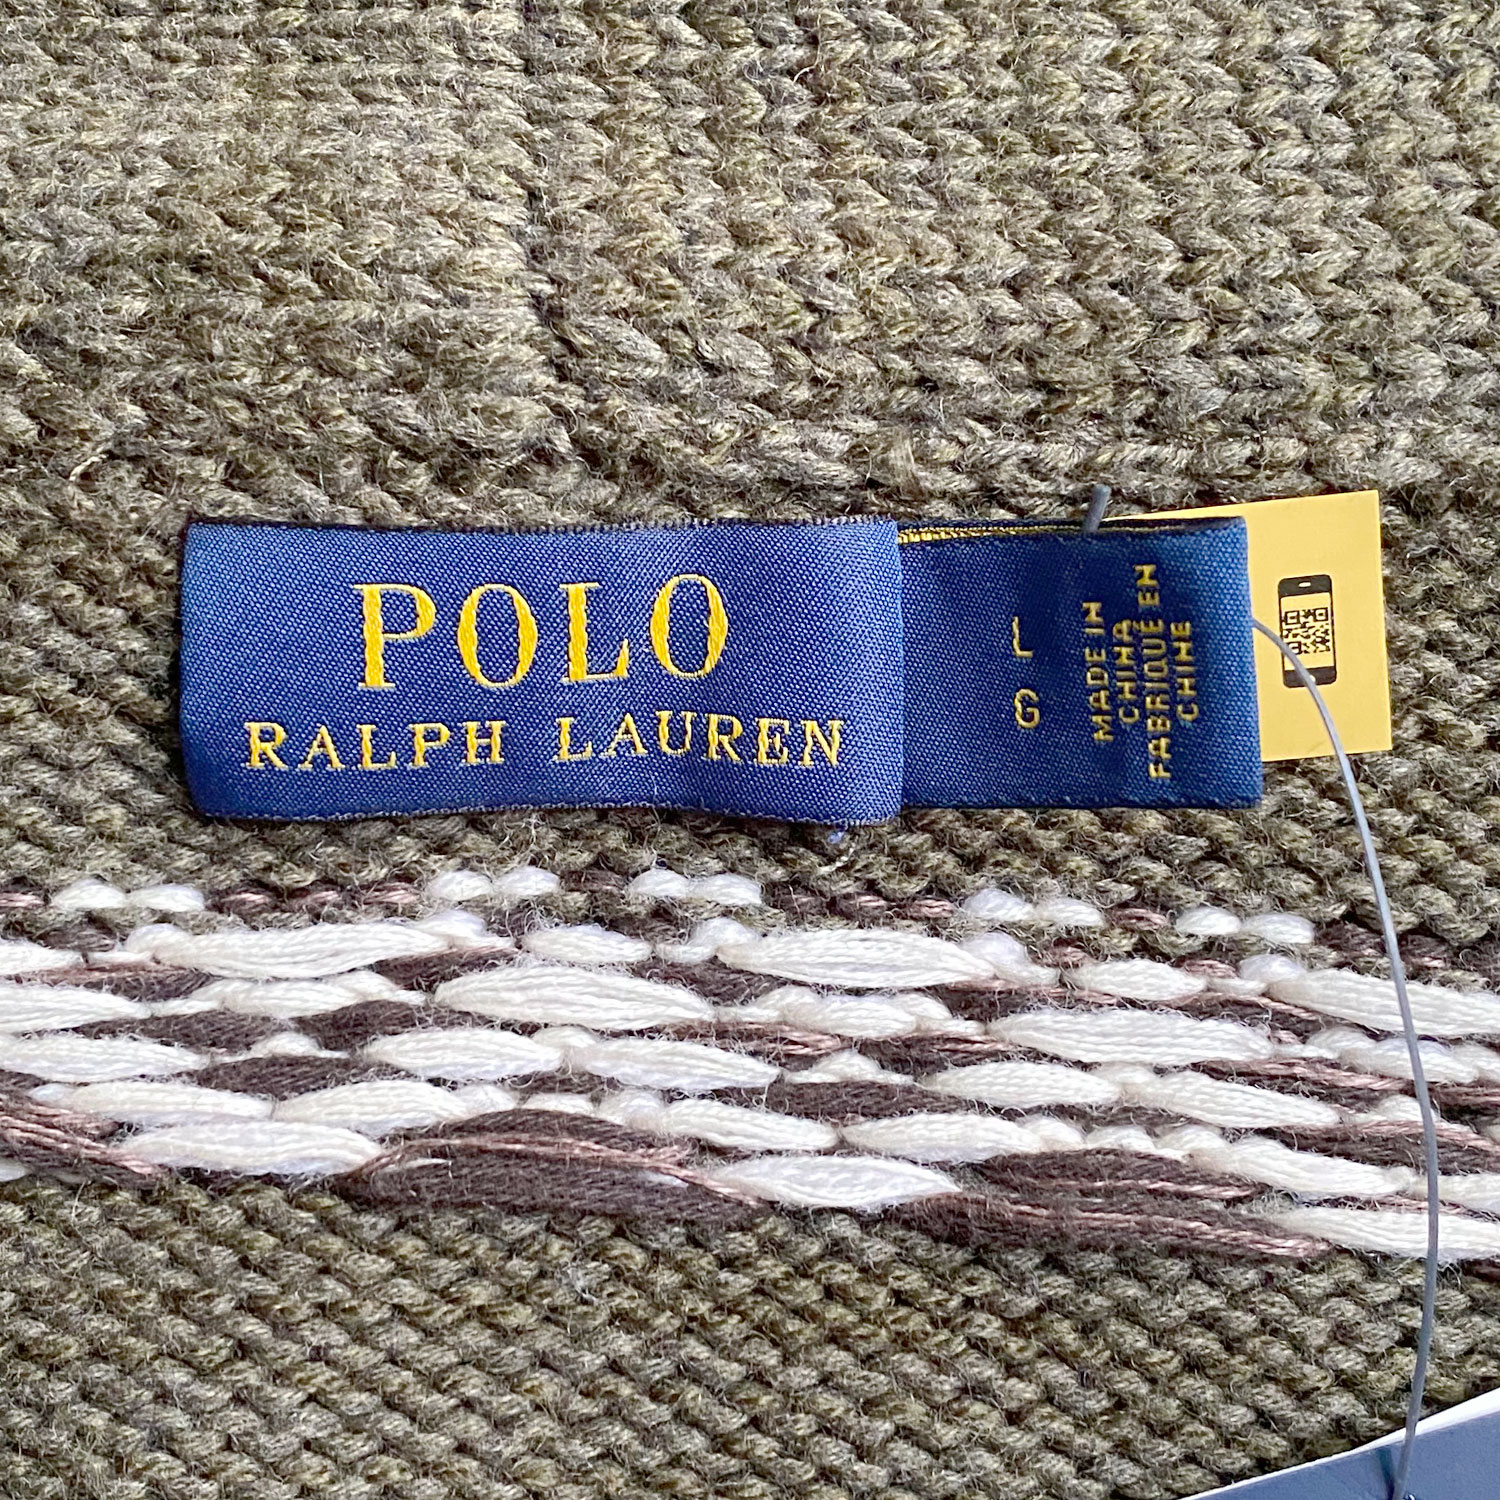 POLO
RALPH LAUREN
L
G
MADE IN
CHINA
FABRIQUÉ EN
CHINE